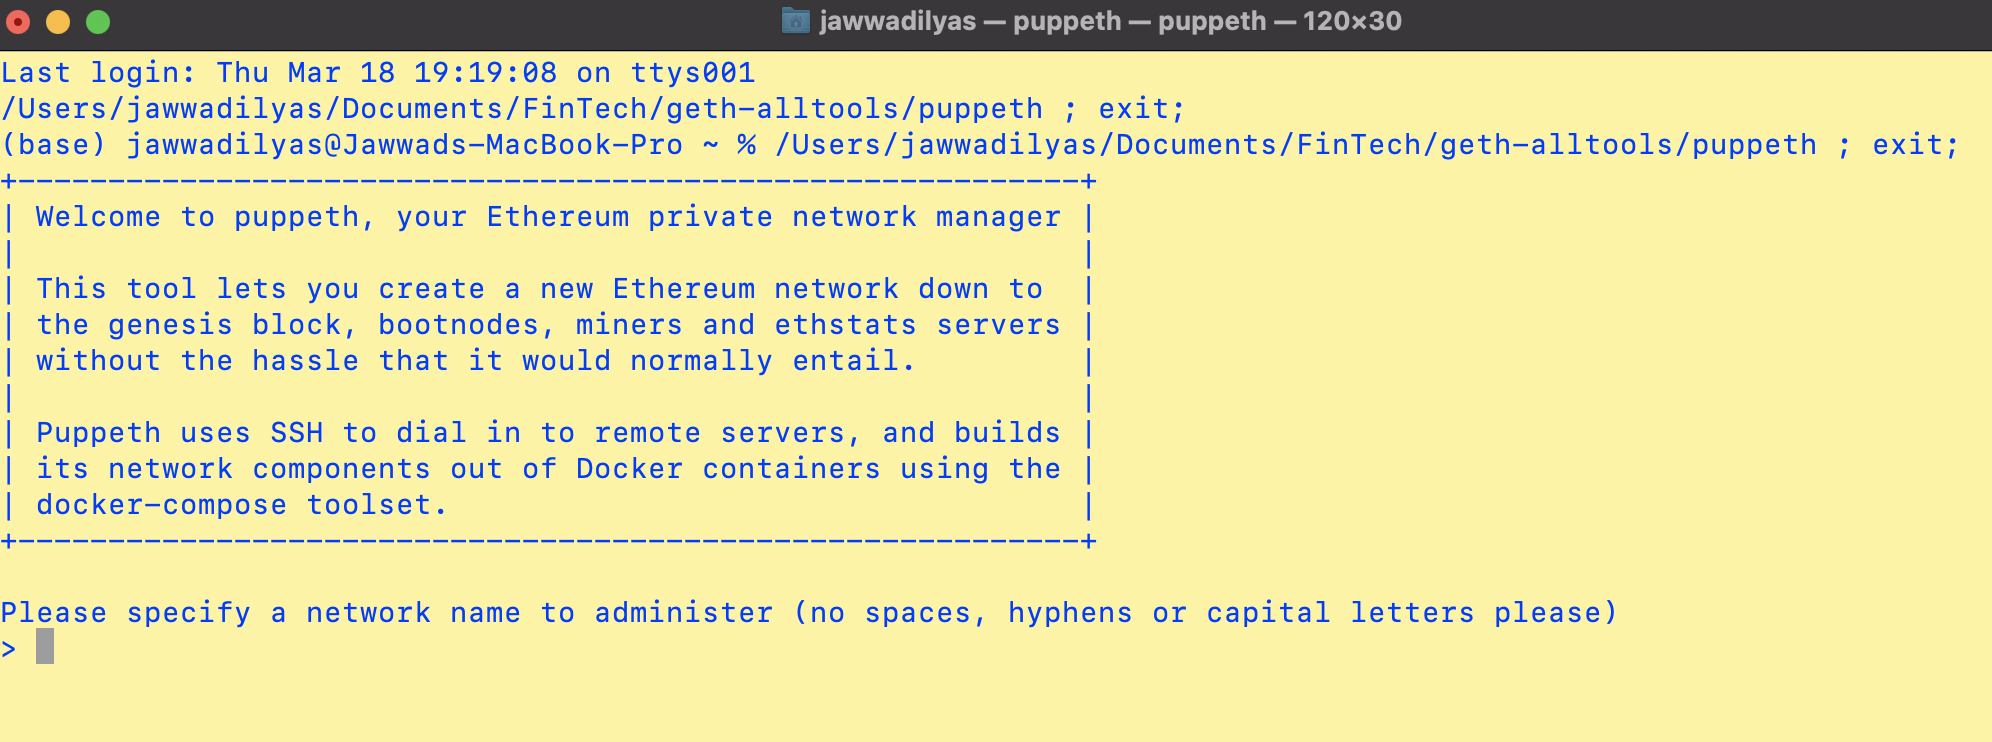 jawwadilyas — puppeth — puppeth — 120×30
Last login: Thu Mar 18 19:19:08 on ttys001
/Users/jawwadilyas/Documents/FinTech/geth-alltools/puppeth ; exit;
(base) jawwadilyas@Jawwads-MacBook-Pro ~ % /Users/jawwadilyas/Documents/FinTech/geth-alltools/puppeth ; exit;
+-----------------------------------------------------------+
| Welcome to puppeth, your Ethereum private network manager |
|                                                           |
| This tool lets you create a new Ethereum network down to  |
| the genesis block, bootnodes, miners and ethstats servers |
| without the hassle that it would normally entail.         |
|                                                           |
| Puppeth uses SSH to dial in to remote servers, and builds |
| its network components out of Docker containers using the |
| docker-compose toolset.                                   |
+-----------------------------------------------------------+
Please specify a network name to administer (no spaces, hyphens or capital letters please)
>